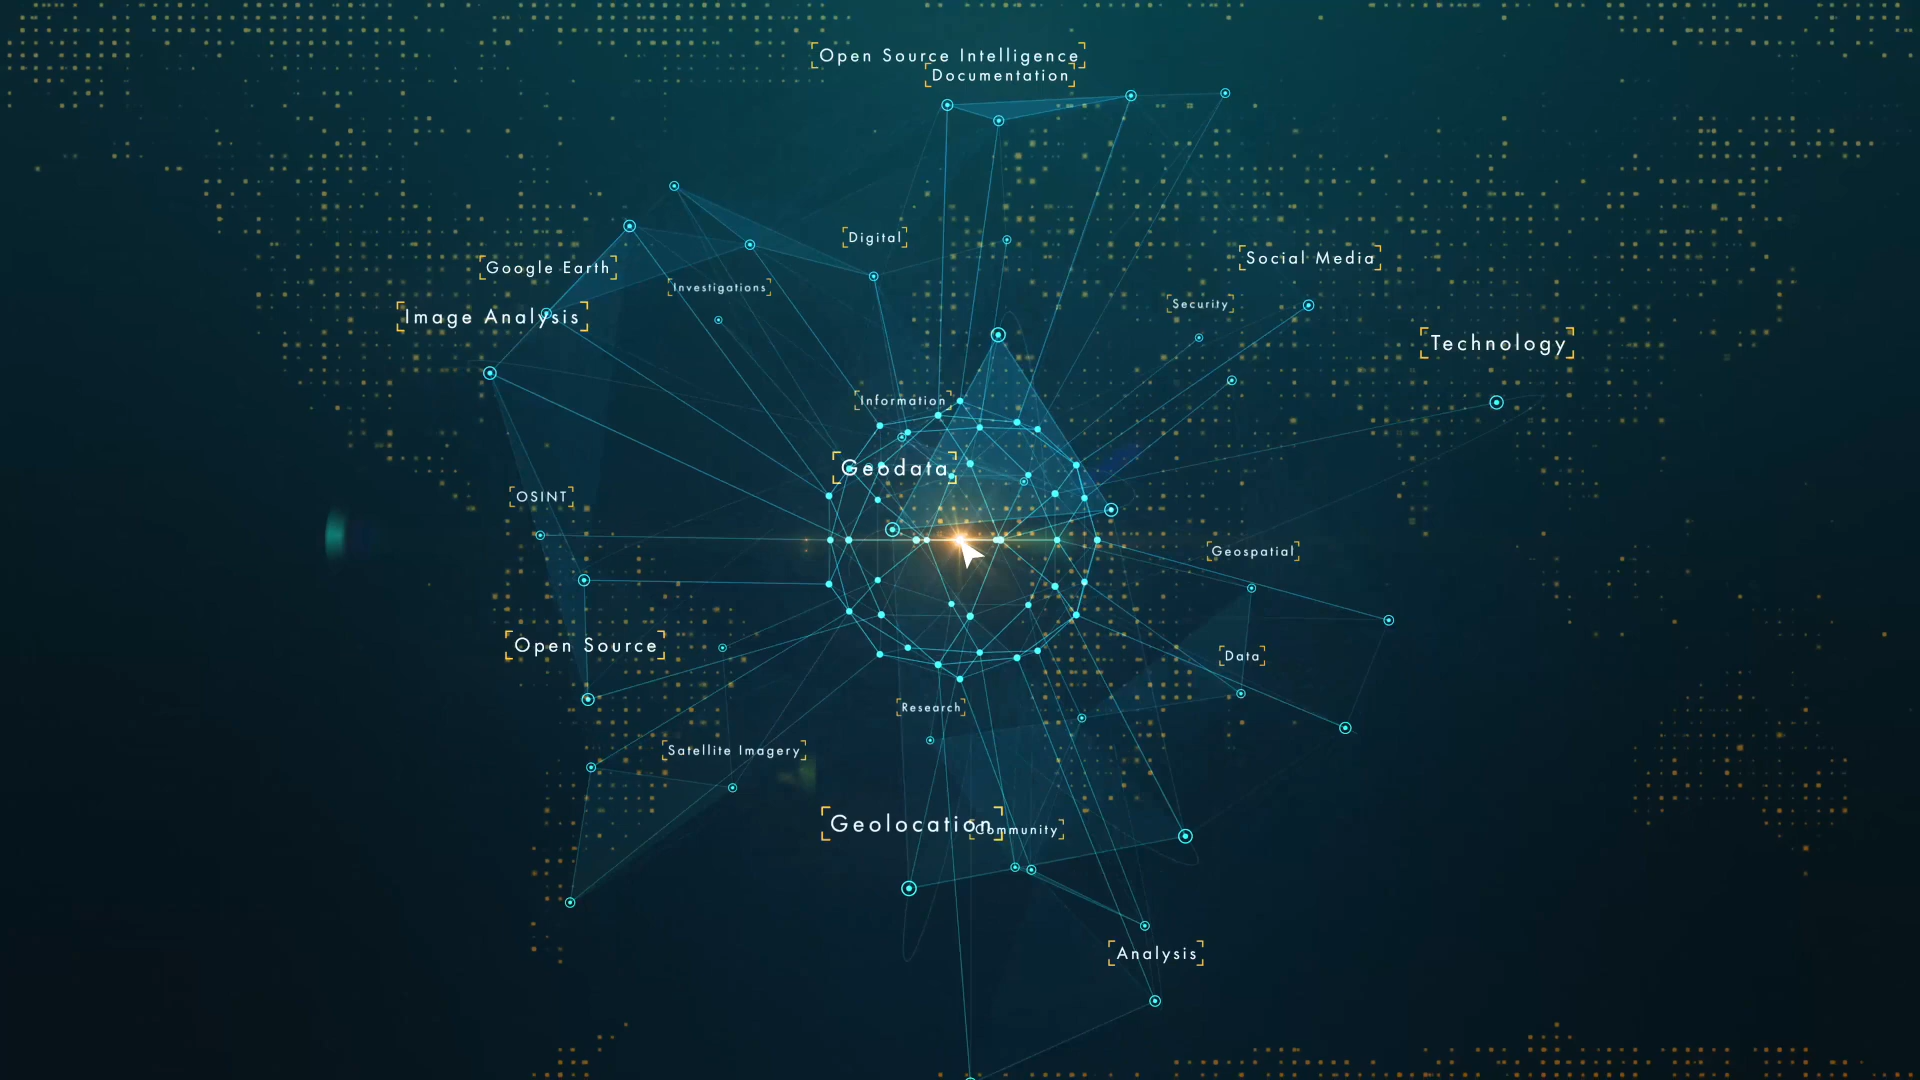 Open Source Intelligence
Documentation
Digital
Social Media
Google Earth
Investigations
Security
Image Analysis
Technology
Information
Geodata
OSINT
Geospatial
Open Source
Data
Research
Satellite Imagery
Geolocation
Community
Analysis